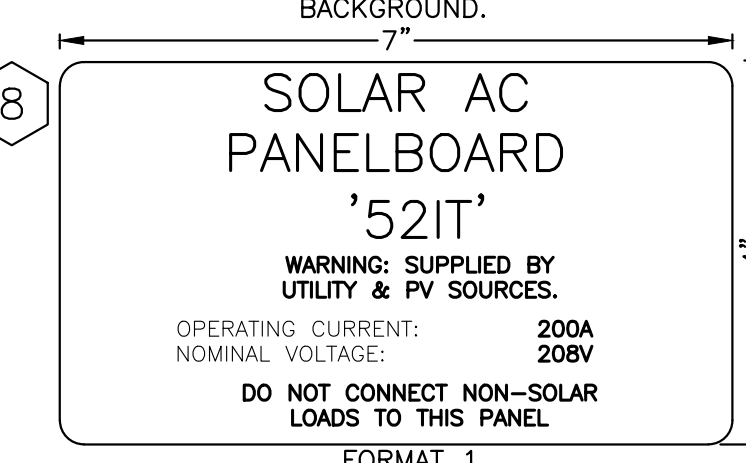 BACKGROUND.
7"
8
SOLAR AC
PANELBOARD
'52IT'
WARNING: SUPPLIED BY
UTILITY & PV SOURCES.
OPERATING CURRENT: 200A
NOMINAL VOLTAGE: 208V
DO NOT CONNECT NON-SOLAR
LOADS TO THIS PANEL
FORMAT 1